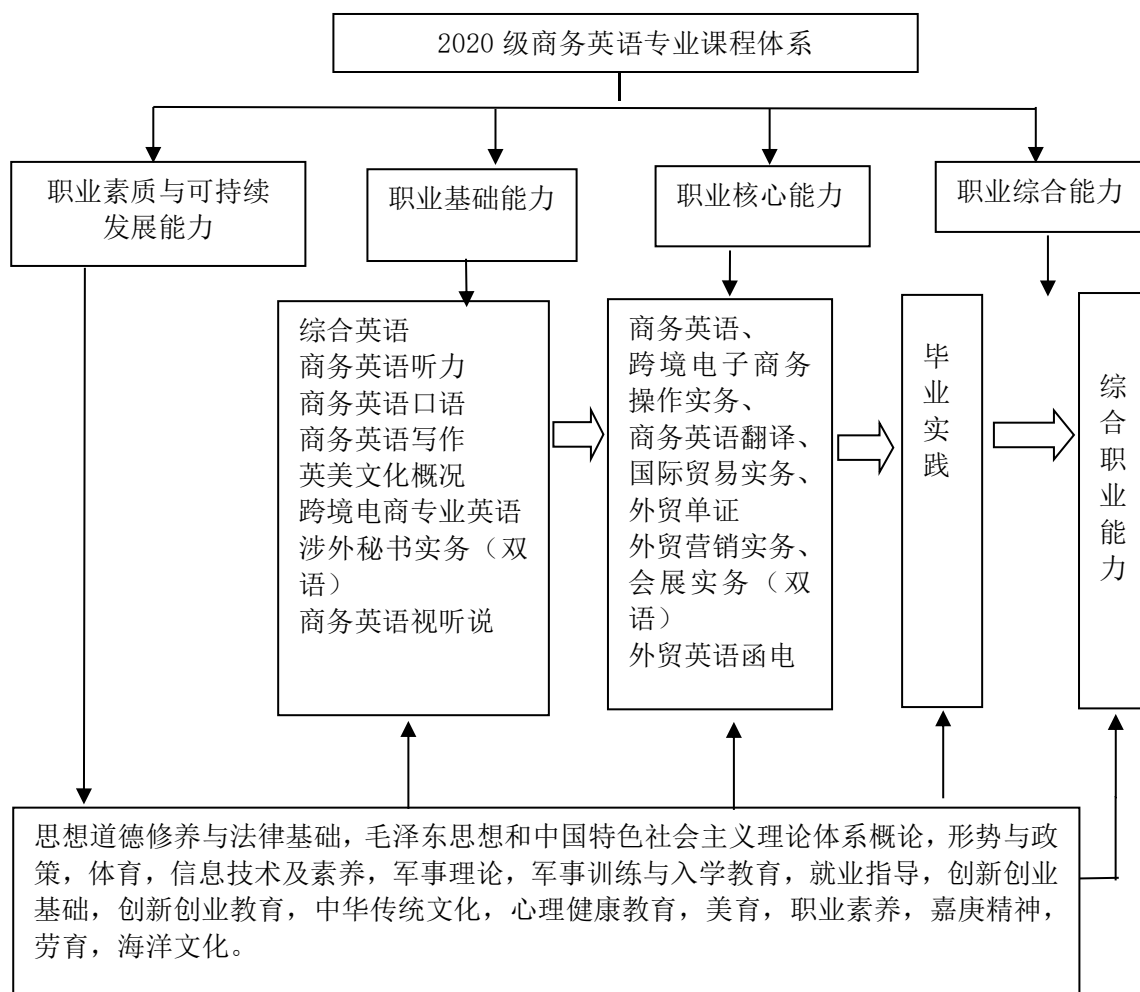 2020 级商务英语专业课程体系
职业素质与可持续
发展能力
职业基础能力
职业核心能力
职业综合能力
综合英语
商务英语听力
商务英语口语
商务英语写作
英美文化概况
跨境电商专业英语
涉外秘书实务（双
语）
商务英语视听说
商务英语、
跨境电子商务
操作实务、
商务英语翻译、
国际贸易实务、
外贸单证
外贸营销实务、
会展实务（双
语）
外贸英语函电
毕
业
实
践
综
合
职
业
能
力
思想道德修养与法律基础，毛泽东思想和中国特色社会主义理论体系概论，形势与政
策，体育，信息技术及素养，军事理论，军事训练与入学教育，就业指导，创新创业
基础，创新创业教育，中华传统文化，心理健康教育，美育，职业素养，嘉庚精神，
劳育，海洋文化。